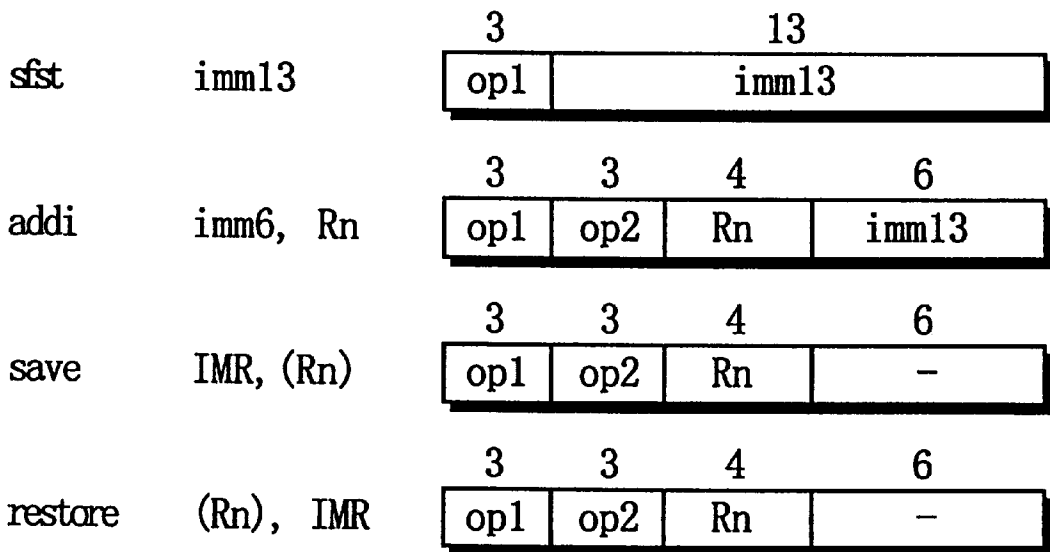 3 13
sfst imm13 op1 imm13
3 3 4 6
addi imm6, Rn op1 op2 Rn imm13
3 3 4 6
save IMR, (Rn) op1 op2 Rn −
3 3 4 6
restore (Rn), IMR op1 op2 Rn −